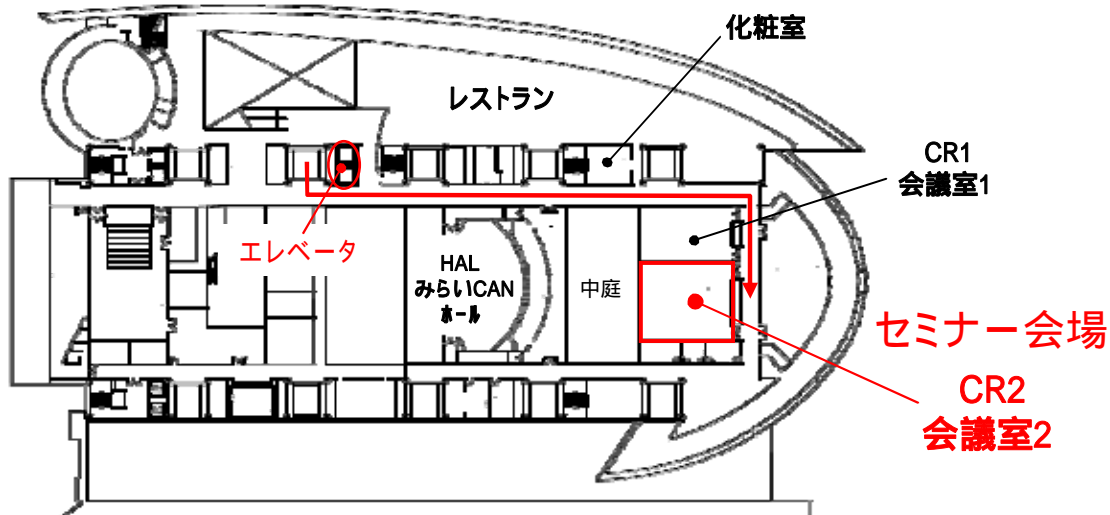 化粧室
レストラン
CR1
会議室1
エレベータ
HAL
みらいCAN
ホール
中庭
セミナー会場
CR2
会議室2